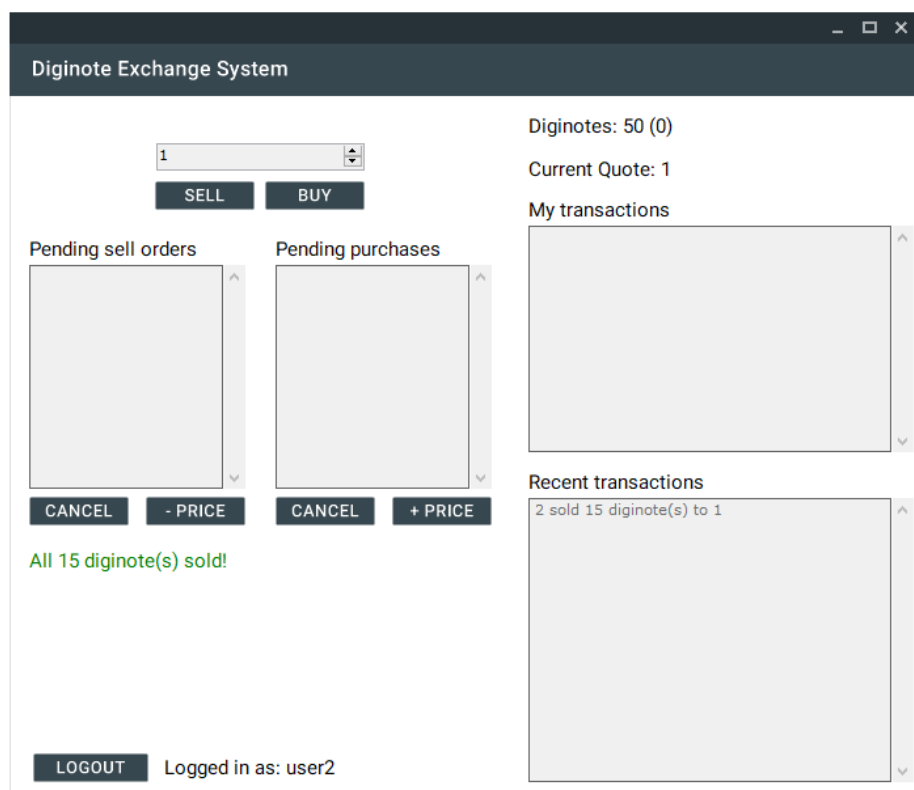 Diginote Exchange System
1
SELL BUY
Pending sell orders Pending purchases
CANCEL - PRICE CANCEL + PRICE
All 15 diginote(s) sold!
LOGOUT Logged in as: user2
Diginotes: 50 (0)
Current Quote: 1
My transactions
Recent transactions
2 sold 15 diginote(s) to 1